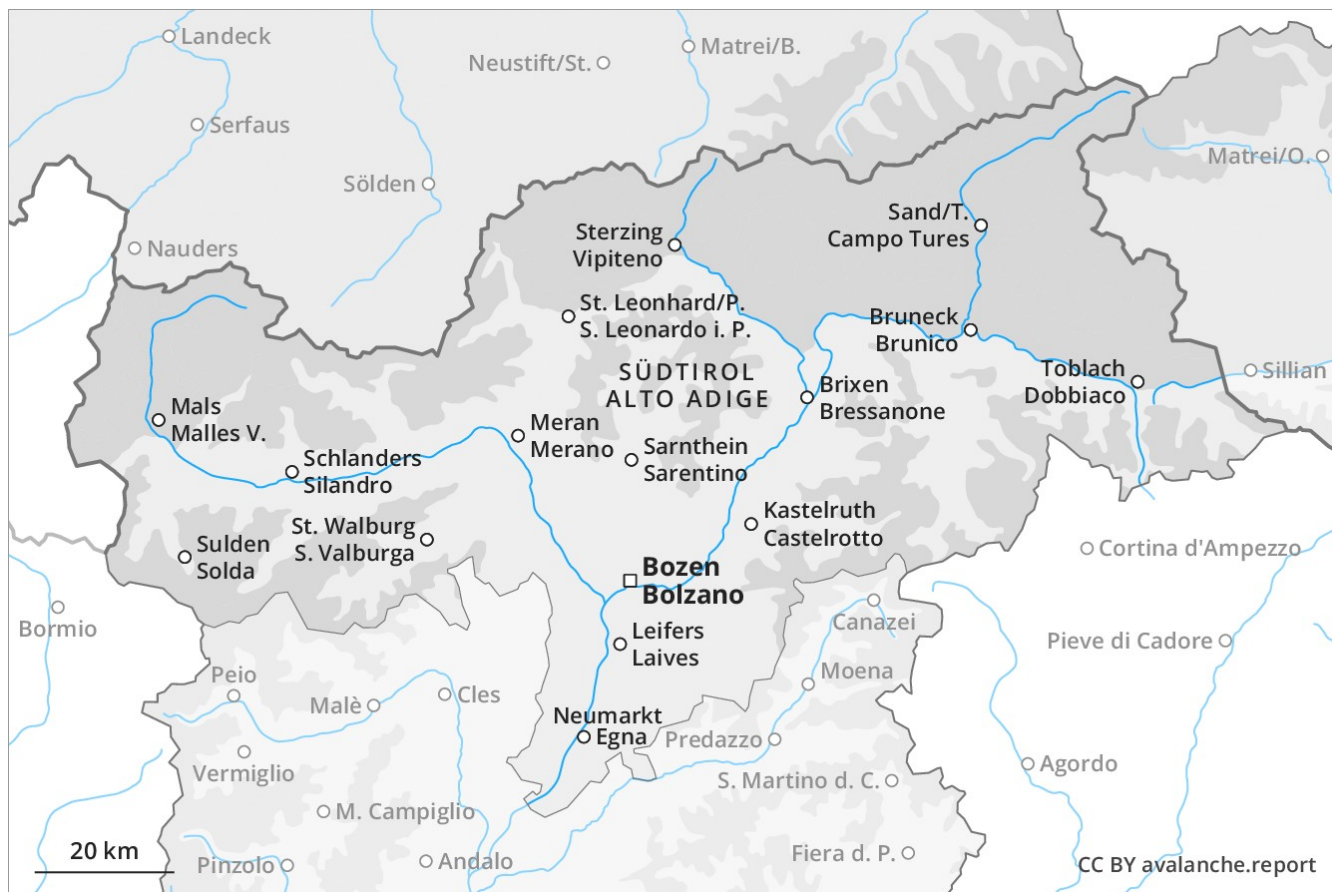 Landeck
Neustift/St.
Matrei/B.
Serfaus
Matrei/O.
Sölden
Nauders
Sterzing
Vipiteno
Sand/T.
Campo Tures
St. Leonhard/P.
S. Leonardo i. P.
Bruneck
Brunico
SÜDTIROL
ALTO ADIGE
Toblach
Dobbiaco
Sillian
Brixen
Bressanone
Mals
Malles V.
Meran
Merano
Schlanders
Silandro
Sarnthein
Sarentino
St. Walburg
S. Valburga
Kastelruth
Castelrotto
Sulden
Solda
Cortina d'Ampezzo
Bozen
Bolzano
Bormio
Canazei
Leifers
Laives
Pieve di Cadore
Peio
Moena
Malè
Cles
Neumarkt
Egna
Predazzo
Vermiglio
Agordo
S. Martino d. C.
M. Campiglio
20 km
Pinzolo
Andalo
Fiera d. P.
CC BY avalanche.report